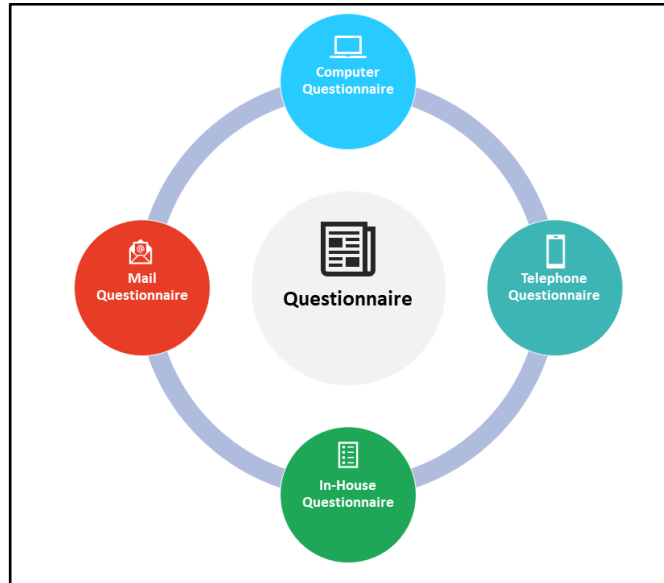 Computer
Questionnaire
Mail
Questionnaire
Questionnaire
Telephone
Questionnaire
In-House
Questionnaire